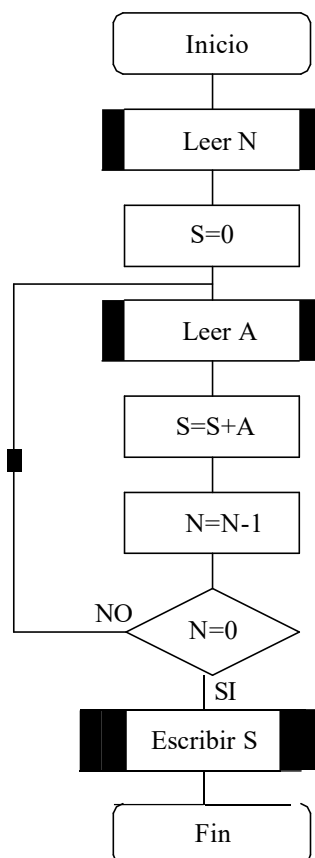 Inicio
Leer N
S=0
Leer A
S=S+A
N=N-1
NO
N=0
SI
Escribir S
Fin